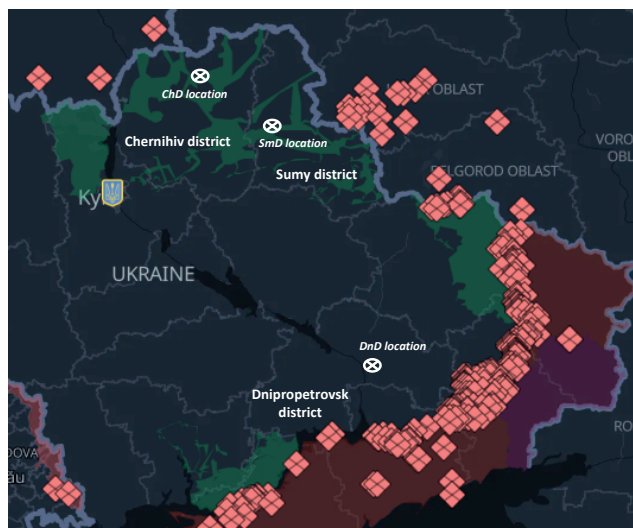 OBLAST
ChD location
Chernihiv district
SmD location
VORO
OBL
Sumy district
BELGOROD OBLAST
Ky
UKRAINE
DnD location
Dnipropetrovsk
district
RO
DOVA
ău